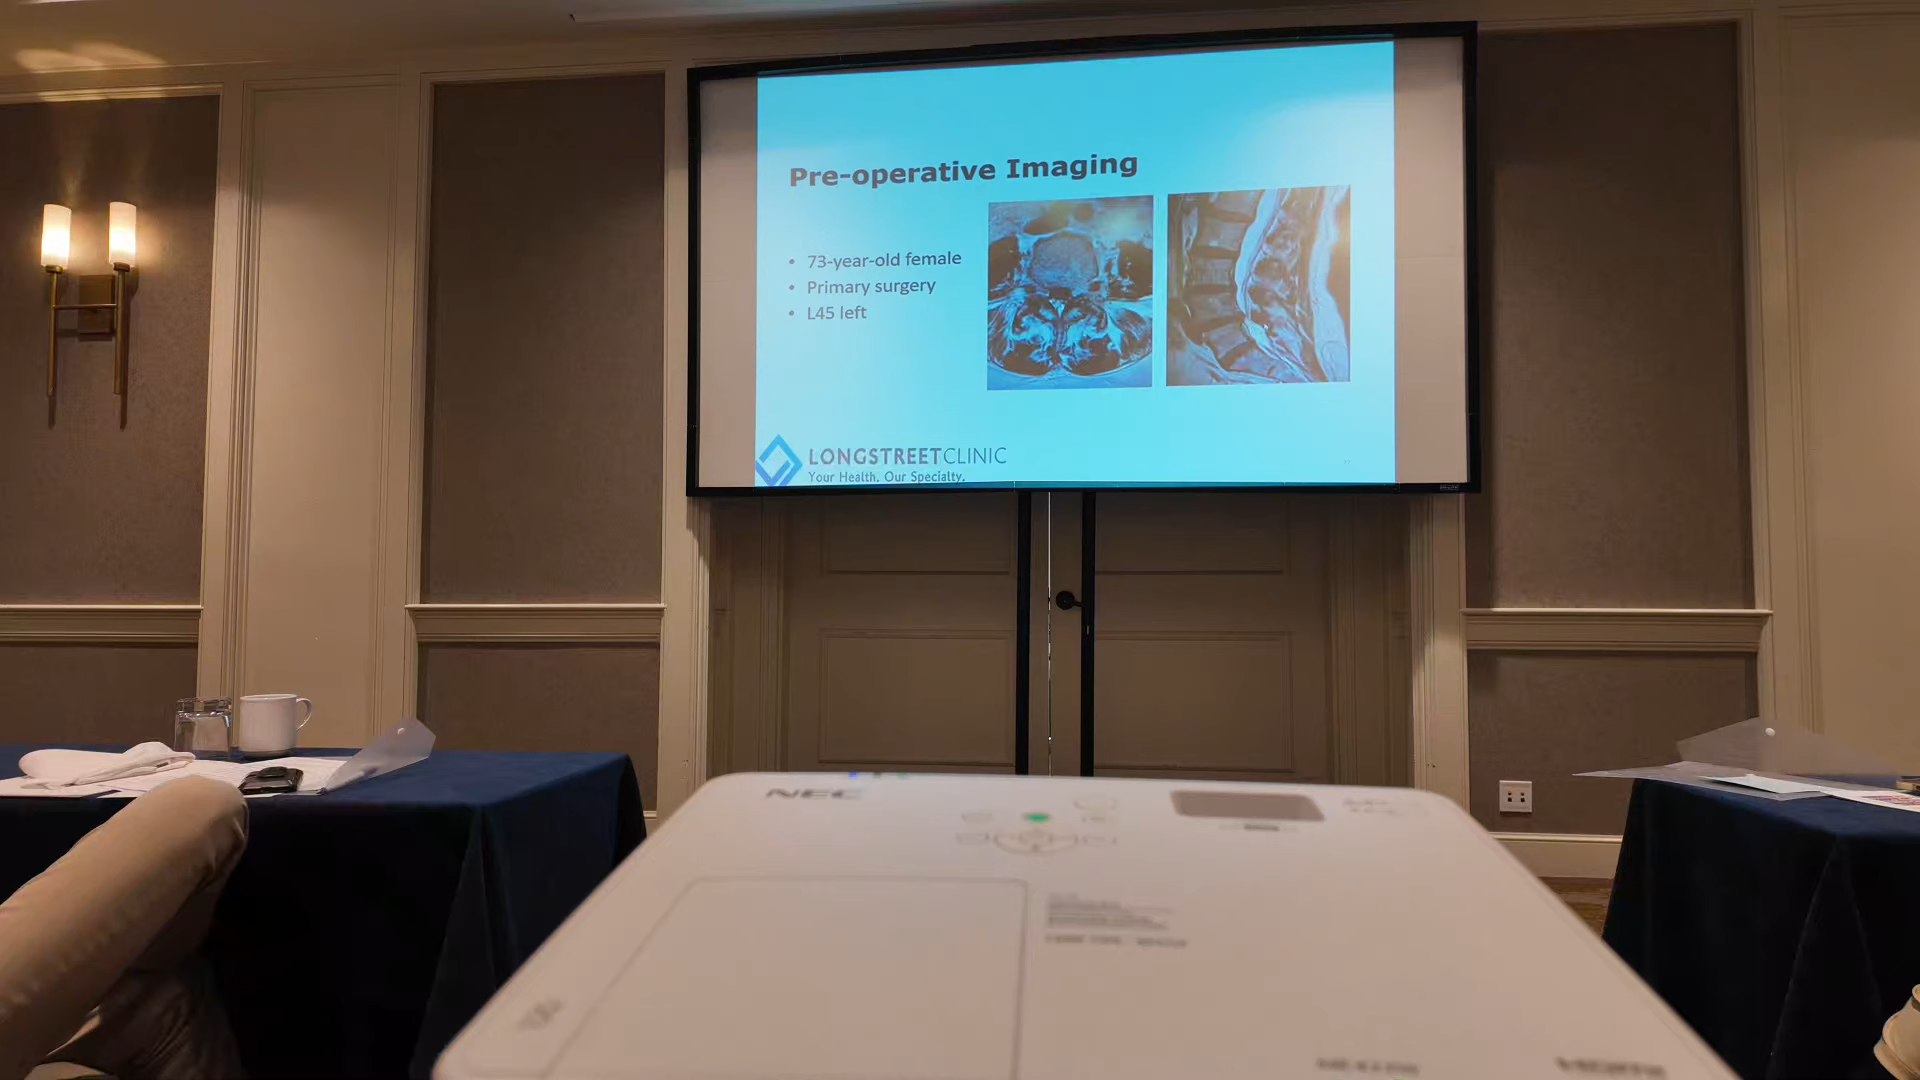 Pre-operative Imaging
• 73-year-old female
• Primary surgery
• L45 left
LONGSTREETCLINIC
Your Health. Our Specialty.
NEC